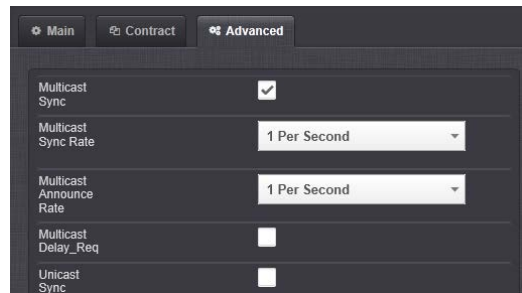 Main Contract Advanced
Multicast
Sync
Multicast
Sync Rate
1 Per Second
Multicast
Announce
Rate
1 Per Second
Multicast
Delay_Req
Unicast
Sync